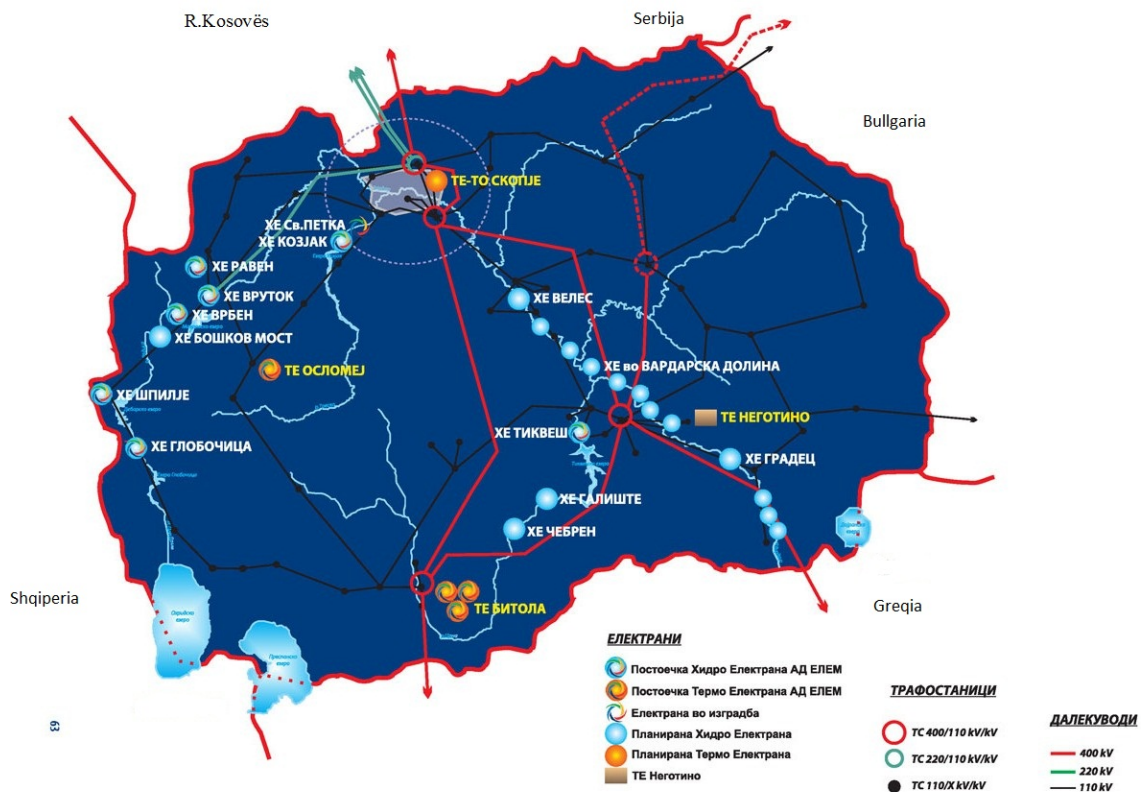 R.Kosovës
Serbija
Bullgaria
ТЕ-ТО СКОПЈЕ
ХЕ Св.ПЕТКА
ХЕ КОЗЈАК
ХЕ РАВЕН
ХЕ ВРУТОК
ХЕ ВРБЕН
ХЕ БОШКОВ МОСТ
ХЕ ВЕЛЕС
ТЕ ОСЛОМЕЈ
ХЕ во ВАРДАРСКА ДОЛИНА
ХЕ ШПИЛЈЕ
ТЕ НЕГОТИНО
ХЕ ТИКВЕШ
ХЕ ГЛОБОЧИЦА
ХЕ ГРАДЕЦ
ХЕ ГАЛИШТЕ
ХЕ ЧЕБРЕН
Shqiperia
Greqia
ТЕ БИТОЛА
63
ЕЛЕКТРАНИ
Постоечка Хидро Електрана АД ЕЛЕМ
Постоечка Термо Електрана АД ЕЛЕМ
Електрана во изградба
Планирана Хидро Електрана
Планирана Термо Електрана
ТЕ Неготино
ТРАФОСТАНИЦИ
ТС 400/110 kV/kV
ТС 220/110 kV/kV
ТС 110/X kV/kV
ДАЛЕКУВОДИ
400 kV
220 kV
110 kV